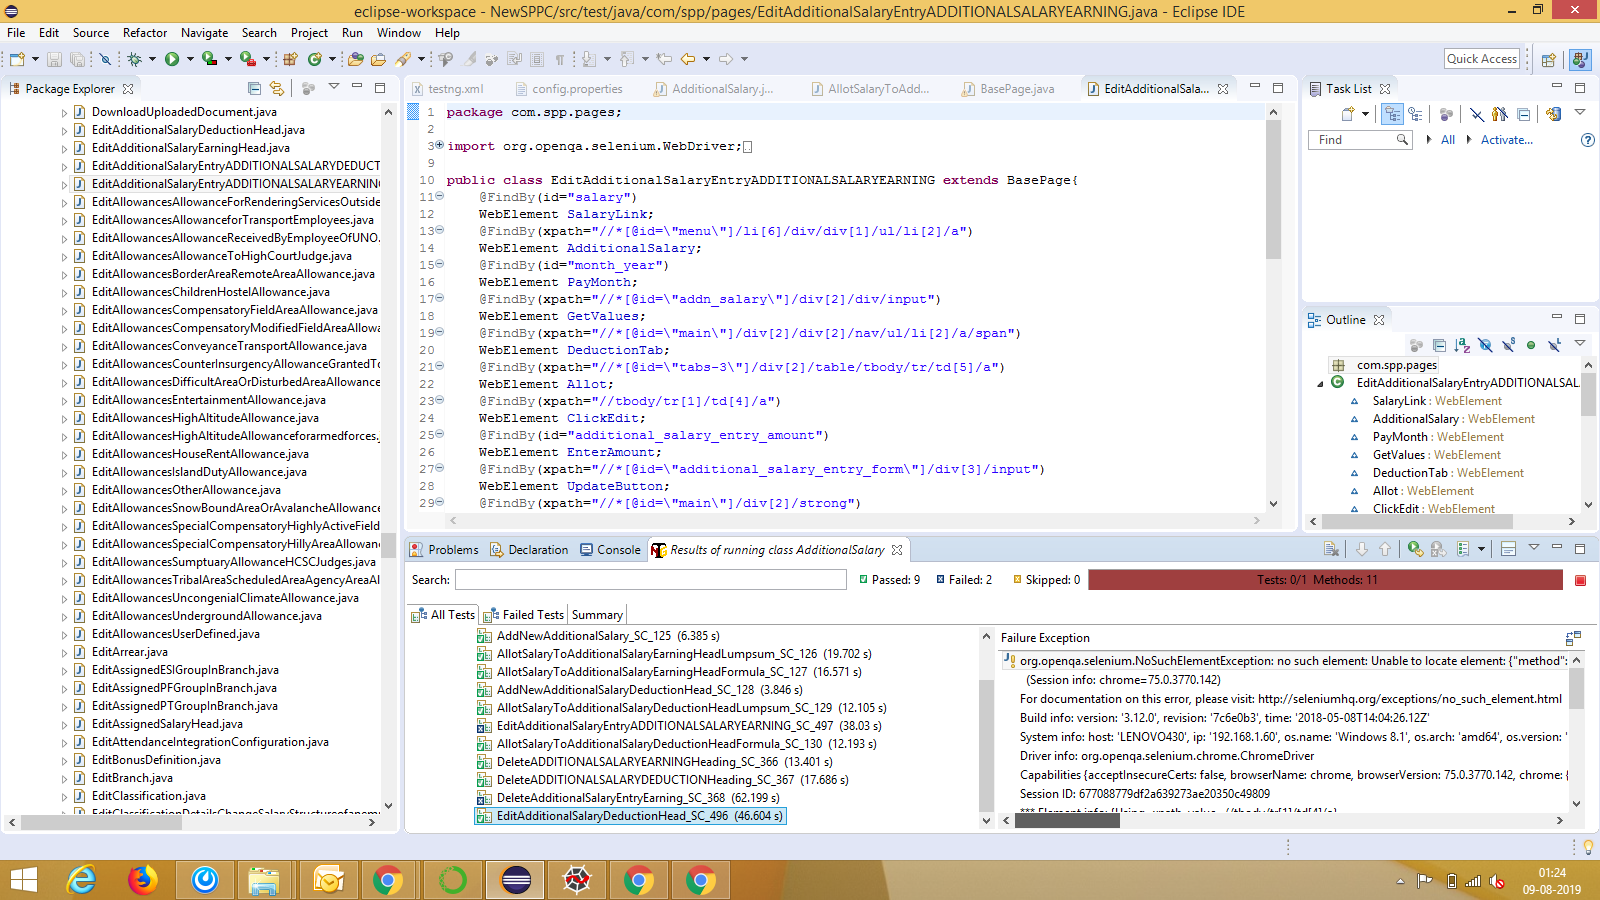 eclipse-workspace - NewSPPC/src/test/java/com/spp/pages/EditAdditionalSalaryEntryADDITIONALSALARYEARNING.java - Eclipse IDE
File Edit Source Refactor Navigate Search Project Run Window Help
Quick Access
Package Explorer
DownloadUploadedDocument.java
EditAdditionalSalaryDeductionHead.java
EditAdditionalSalaryEarningHead.java
EditAdditionalSalaryEntryADDITIONALSALARYDEDUCT
EditAdditionalSalaryEntryADDITIONALSALARYEARNIN
EditAllowancesAllowanceForRenderingServicesOutside
EditAllowancesAllowanceforTransportEmployees.java
EditAllowancesAllowanceReceivedByEmployeeOfUNO.
EditAllowancesAllowanceToHighCourtJudge.java
EditAllowancesBorderAreaRemoteAreaAllowance.java
EditAllowancesChildrenHostelAllowance.java
EditAllowancesCompensatoryFieldAreaAllowance.java
EditAllowancesCompensatoryModifiedFieldAreaAllowa
EditAllowancesConveyanceTransportAllowance.java
EditAllowancesCounterInsurgencyAllowanceGrantedTo
EditAllowancesDifficultAreaOrDisturbedAreaAllowance
EditAllowancesEntertainmentAllowance.java
EditAllowancesHighAltitudeAllowance.java
EditAllowancesHighAltitudeAllowanceforarmedforces.
EditAllowancesHouseRentAllowance.java
EditAllowancesIslandDutyAllowance.java
EditAllowancesOtherAllowance.java
EditAllowancesSnowBoundAreaOrAvalancheAllowance
EditAllowancesSpecialCompensatoryHighlyActiveField
EditAllowancesSpecialCompensatoryHillyAreaAllowan
EditAllowancesSumptuaryAllowanceHCSCJudges.java
EditAllowancesTribalAreaScheduledAreaAgencyAreaAl
EditAllowancesUncongenialClimateAllowance.java
EditAllowancesUndergroundAllowance.java
EditAllowancesUserDefined.java
EditArrear.java
EditAssignedESIGroupInBranch.java
EditAssignedPFGroupInBranch.java
EditAssignedPTGroupInBranch.java
EditAssignedSalaryHead.java
EditAttendanceIntegrationConfiguration.java
EditBonusDefinition.java
EditBranch.java
EditClassification.java
testng.xml config.properties AdditionalSalary.j... AllotSalaryToAdd... BasePage.java EditAdditionalSala...
1 package com.spp.pages;
2
3 import org.openqa.selenium.WebDriver;
9
10 public class EditAdditionalSalaryEntryADDITIONALSALARYEARNING extends BasePage{
11 @FindBy(id="salary")
12 WebElement SalaryLink;
13 @FindBy(xpath="//*[@id=\"menu\"]/li[6]/div/div[1]/ul/li[2]/a")
14 WebElement AdditionalSalary;
15 @FindBy(id="month_year")
16 WebElement PayMonth;
17 @FindBy(xpath="//*[@id=\"addn_salary\"]/div[2]/div/input")
18 WebElement GetValues;
19 @FindBy(xpath="//*[@id=\"main\"]/div[2]/div[2]/nav/ul/li[2]/a/span")
20 WebElement DeductionTab;
21 @FindBy(xpath="//*[@id=\"tabs-3\"]/div[2]/table/tbody/tr/td[5]/a")
22 WebElement Allot;
23 @FindBy(xpath="//tbody/tr[1]/td[4]/a")
24 WebElement ClickEdit;
25 @FindBy(id="additional_salary_entry_amount")
26 WebElement EnterAmount;
27 @FindBy(xpath="//*[@id=\"additional_salary_entry_form\"]/div[3]/input")
28 WebElement UpdateButton;
29 @FindBy(xpath="//*[@id=\"main\"]/div[2]/strong")
Task List
Find All Activate...
Outline
com.spp.pages
EditAdditionalSalaryEntryADDITIONALSAL
SalaryLink : WebElement
AdditionalSalary : WebElement
PayMonth : WebElement
GetValues : WebElement
DeductionTab : WebElement
Allot : WebElement
ClickEdit : WebElement
Problems Declaration Console Results of running class AdditionalSalary
Search: Passed: 9 Failed: 2 Skipped: 0 Tests: 0/1 Methods: 11
All Tests Failed Tests Summary
AddNewAdditionalSalary_SC_125 (6.385 s)
AllotSalaryToAdditionalSalaryEarningHeadLumpsum_SC_126 (19.702 s)
AllotSalaryToAdditionalSalaryEarningHeadFormula_SC_127 (16.571 s)
AddNewAdditionalSalaryDeductionHead_SC_128 (3.846 s)
AllotSalaryToAdditionalSalaryDeductionHeadLumpsum_SC_129 (12.105 s)
EditAdditionalSalaryEntryADDITIONALSALARYEARNING_SC_497 (38.03 s)
AllotSalaryToAdditionalSalaryDeductionHeadFormula_SC_130 (12.193 s)
DeleteADDITIONALSALARYEARNINGHeading_SC_366 (13.401 s)
DeleteADDITIONALSALARYDEDUCTIONHeading_SC_367 (17.686 s)
DeleteAdditionalSalaryEntryEarning_SC_368 (62.199 s)
EditAdditionalSalaryDeductionHead_SC_496 (46.604 s)
Failure Exception
org.openqa.selenium.NoSuchElementException: no such element: Unable to locate element: {"method":
(Session info: chrome=75.0.3770.142)
For documentation on this error, please visit: http://seleniumhq.org/exceptions/no_such_element.html
Build info: version: '3.12.0', revision: '7c6e0b3', time: '2018-05-08T14:04:26.12Z'
System info: host: 'LENOVO430', ip: '192.168.1.60', os.name: 'Windows 8.1', os.arch: 'amd64', os.version: '
Driver info: org.openqa.selenium.chrome.ChromeDriver
Capabilities {acceptInsecureCerts: false, browserName: chrome, browserVersion: 75.0.3770.142, chrome: {
Session ID: 677088779df2a639273ae20350c49809
01:24
09-08-2019